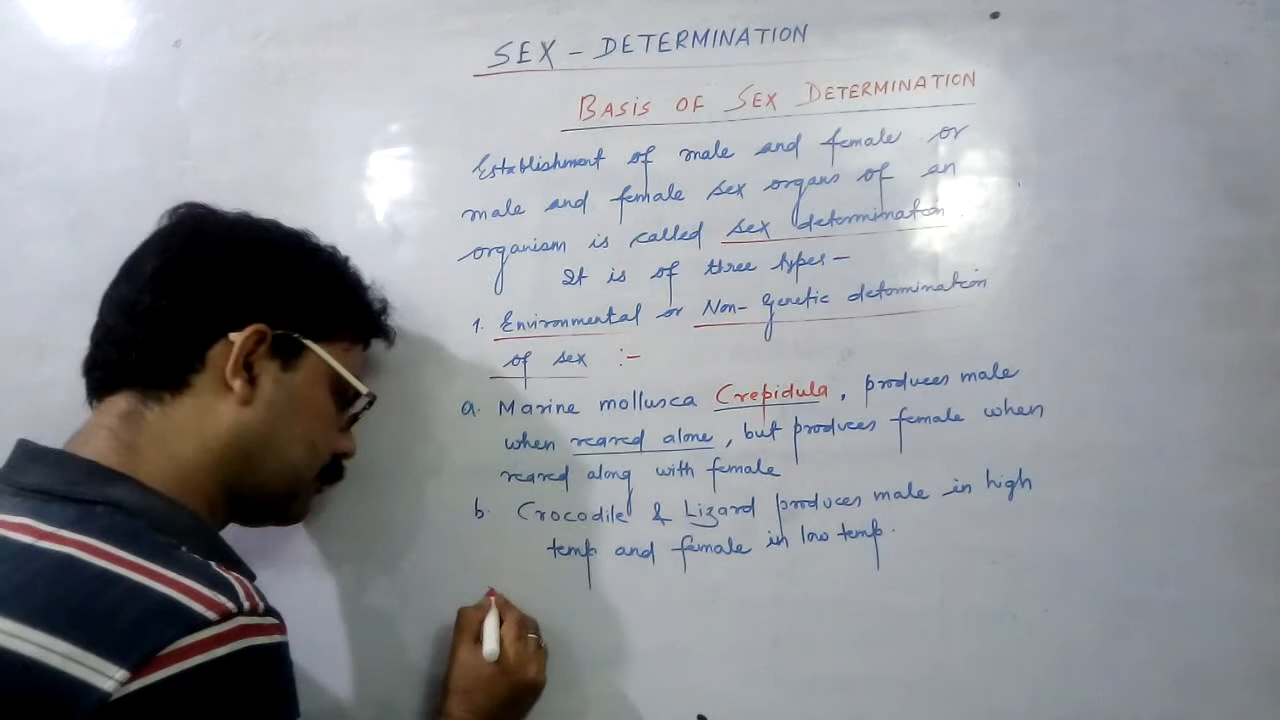 SEX - DETERMINATION
BASIS OF SEX DETERMINATION
Establishment of male and female or
male and female sex organs of an
organism is called sex determination.
It is of three types -
1. Environmental or Non-Genetic determination
of sex :-
a. Marine mollusca Crepidula, produces male
when reared alone, but produces female when
reared along with female
b. Crocodile & Lizard produces male in high
temp and female in low temp.